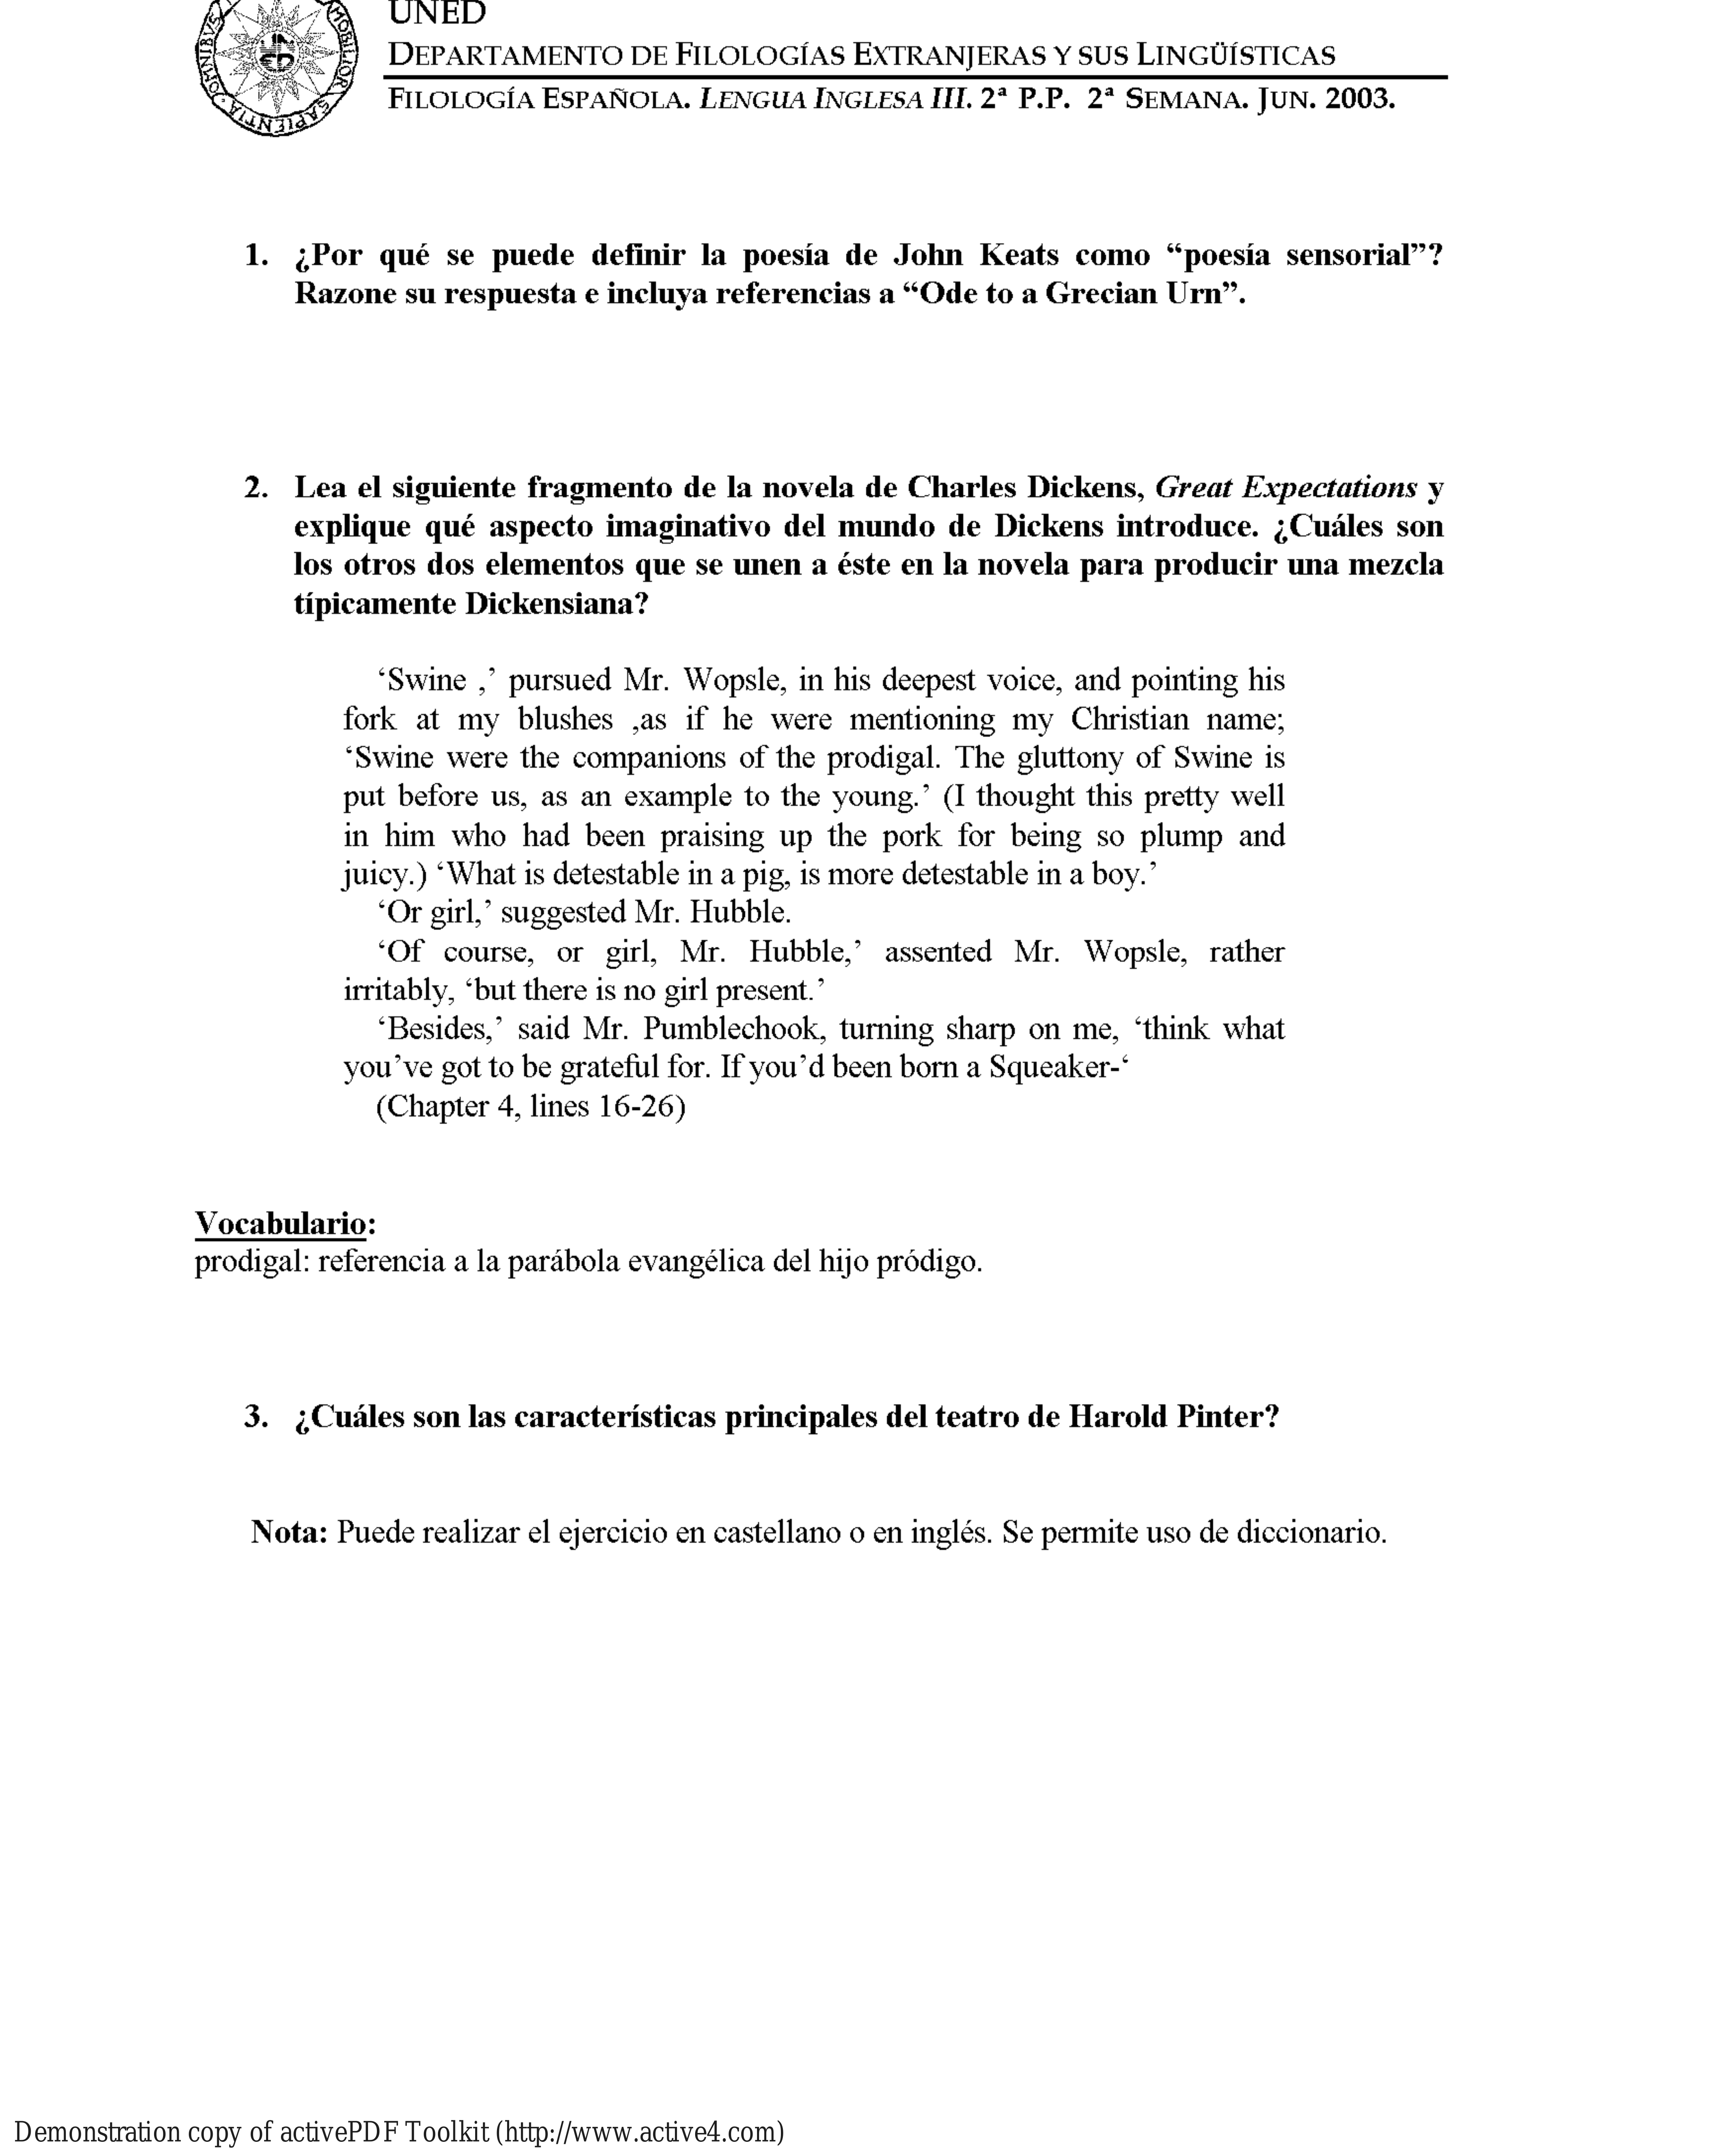 UNED
DEPARTAMENTO DE FILOLOGÍAS EXTRANJERAS Y SUS LINGÜÍSTICAS
FILOLOGÍA ESPAÑOLA. LENGUA INGLESA III. 2ª P.P. 2ª SEMANA. JUN. 2003.
OMNIBVS MOBILIOR SAPIENTIA
1. ¿Por qué se puede definir la poesía de John Keats como “poesía sensorial”?
Razone su respuesta e incluya referencias a “Ode to a Grecian Urn”.
2. Lea el siguiente fragmento de la novela de Charles Dickens, Great Expectations y
explique qué aspecto imaginativo del mundo de Dickens introduce. ¿Cuáles son
los otros dos elementos que se unen a éste en la novela para producir una mezcla
típicamente Dickensiana?
‘Swine ,’ pursued Mr. Wopsle, in his deepest voice, and pointing his
fork at my blushes ,as if he were mentioning my Christian name;
‘Swine were the companions of the prodigal. The gluttony of Swine is
put before us, as an example to the young.’ (I thought this pretty well
in him who had been praising up the pork for being so plump and
juicy.) ‘What is detestable in a pig, is more detestable in a boy.’
‘Or girl,’ suggested Mr. Hubble.
‘Of course, or girl, Mr. Hubble,’ assented Mr. Wopsle, rather
irritably, ‘but there is no girl present.’
‘Besides,’ said Mr. Pumblechook, turning sharp on me, ‘think what
you’ve got to be grateful for. If you’d been born a Squeaker-‘
(Chapter 4, lines 16-26)
Vocabulario:
prodigal: referencia a la parábola evangélica del hijo pródigo.
3. ¿Cuáles son las características principales del teatro de Harold Pinter?
Nota: Puede realizar el ejercicio en castellano o en inglés. Se permite uso de diccionario.
Demonstration copy of activePDF Toolkit (http://www.active4.com)